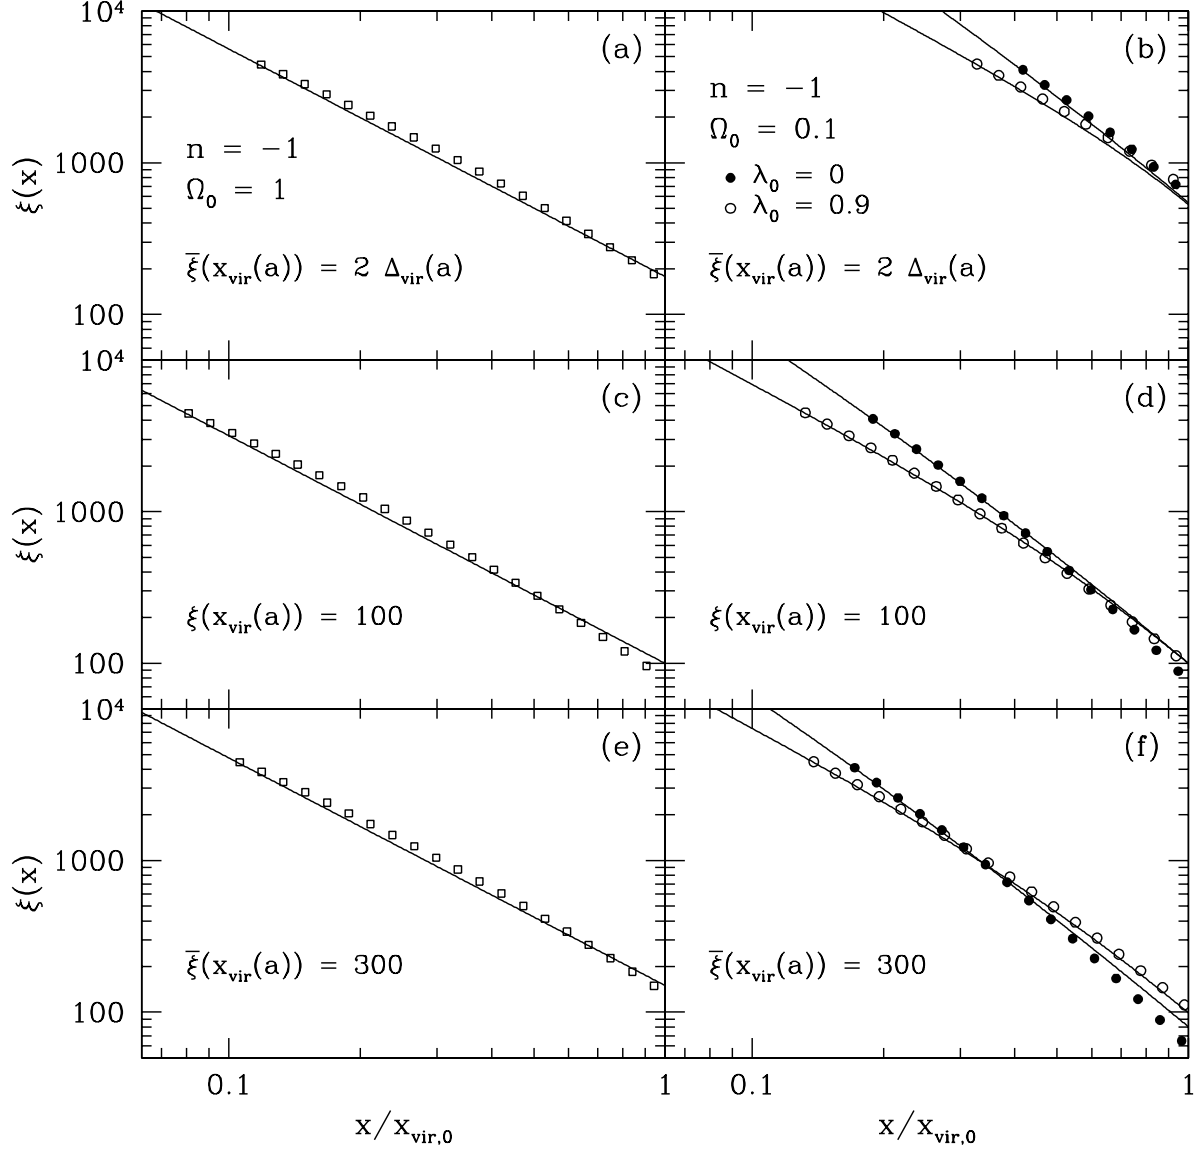 10⁴
1000
100
ξ(x)
(a)
n = −1
Ω₀ = 1
ξ̅(x_vir(a)) = 2 Δ_vir(a)
(b)
n = −1
Ω₀ = 0.1
● λ₀ = 0
○ λ₀ = 0.9
ξ̅(x_vir(a)) = 2 Δ_vir(a)
10⁴
1000
100
ξ(x)
(c)
ξ(x_vir(a)) = 100
(d)
ξ(x_vir(a)) = 100
10⁴
1000
100
ξ(x)
(e)
ξ̅(x_vir(a)) = 300
(f)
ξ̅(x_vir(a)) = 300
0.1 1 0.1 1
x/x_vir,0 x/x_vir,0